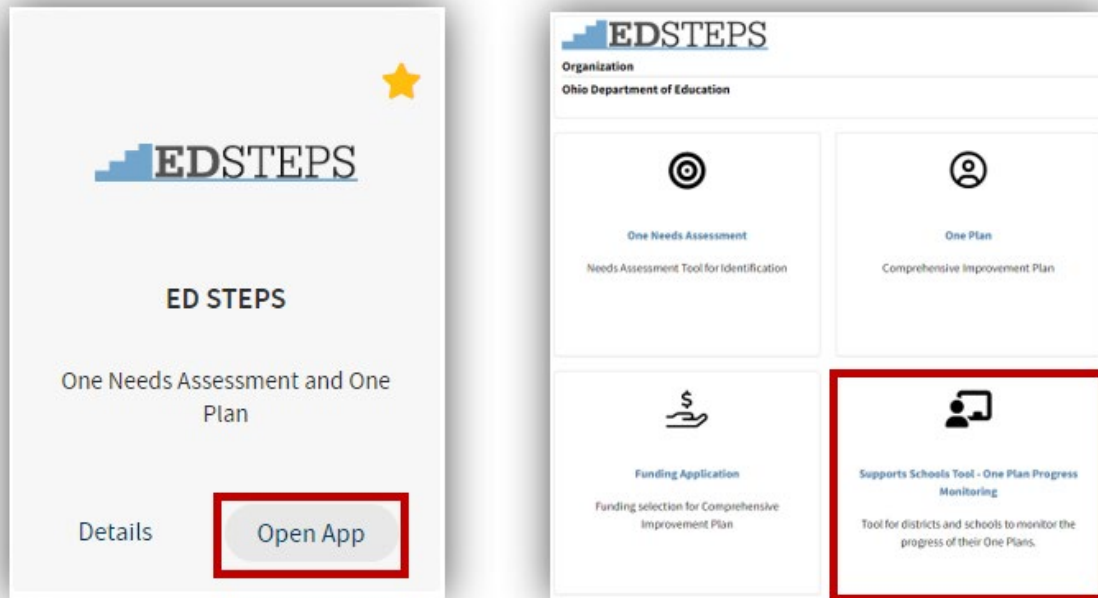 EDSTEPS
ED STEPS
One Needs Assessment and One
Plan
Details
Open App
EDSTEPS
Organization
Ohio Department of Education
One Needs Assessment
Needs Assessment Tool for Identification
One Plan
Comprehensive Improvement Plan
Funding Application
Funding selection for Comprehensive
Improvement Plan
Supports Schools Tool - One Plan Progress
Monitoring
Tool for districts and schools to monitor the
progress of their One Plans.